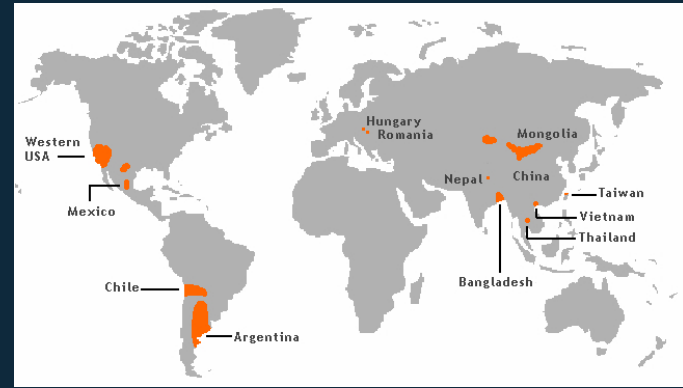 Western
USA
Mexico
Chile
Argentina
Hungary
Romania
Mongolia
China
Nepal
Taiwan
Vietnam
Thailand
Bangladesh